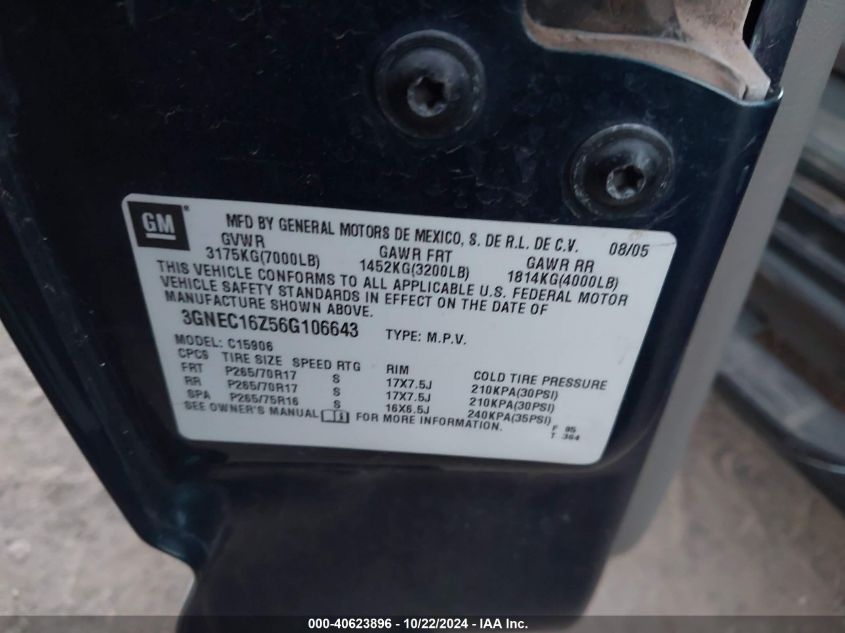 GM ®
MFD BY GENERAL MOTORS DE MEXICO, S. DE R.L. DE C.V. 08/05
GVWR GAWR FRT GAWR RR
3175KG(7000LB) 1452KG(3200LB) 1814KG(4000LB)
THIS VEHICLE CONFORMS TO ALL APPLICABLE U.S. FEDERAL MOTOR
VEHICLE SAFETY STANDARDS IN EFFECT ON THE DATE OF
MANUFACTURE SHOWN ABOVE.
3GNEC16Z56G106643 TYPE: M.P.V.
MODEL: C15906
CPCS TIRE SIZE SPEED RTG RIM COLD TIRE PRESSURE
FRT P265/70R17 S 17X7.5J 210KPA(30PSI)
RR P265/70R17 S 17X7.5J 210KPA(30PSI)
SPA P265/75R16 S 16X6.5J 240KPA(35PSI)
SEE OWNER'S MANUAL FOR MORE INFORMATION.
F 85
T 364
000-40623896 - 10/22/2024 - IAA Inc.